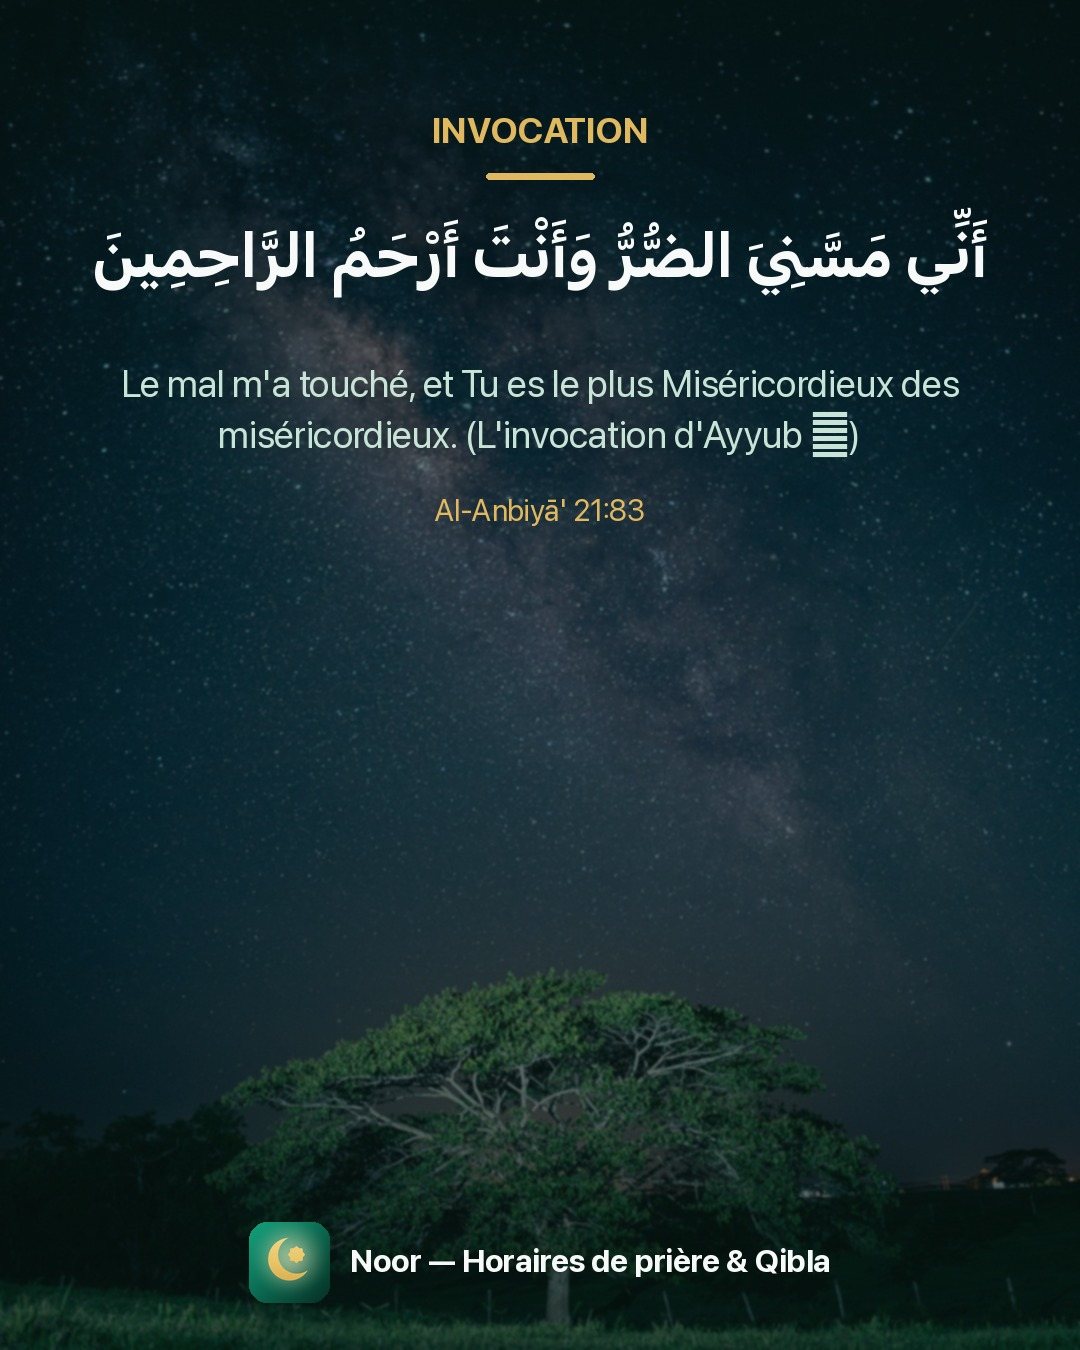 INVOCATION
أَنِّي مَسَّنِيَ الضُّرُّ وَأَنْتَ أَرْحَمُ الرَّاحِمِينَ
Le mal m'a touché, et Tu es le plus Miséricordieux des
miséricordieux. (L'invocation d'Ayyub )
Al-Anbiyā' 21:83
Noor — Horaires de prière & Qibla